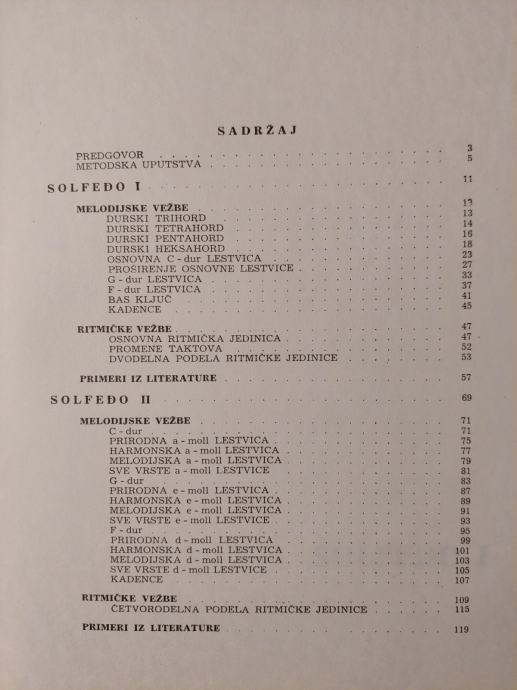 SADRŽAJ
PREDGOVOR . . . . . . . . . . . . 3
METODSKA UPUTSTVA . . . . . . . . . . . . 5
SOLFEĐO I . . . . . . . . . . . . 11
MELODIJSKE VEŽBE . . . . . . . . . . . . 13
DURSKI TRIHORD . . . . . . . . . . . . 13
DURSKI TETRAHORD . . . . . . . . . . . . 14
DURSKI PENTAHORD . . . . . . . . . . . . 16
DURSKI HEKSAHORD . . . . . . . . . . . . 18
OSNOVNA C - dur LESTVICA . . . . . . . . . . . . 23
PROŠIRENJE OSNOVNE LESTVICE . . . . . . . . . . . . 27
G - dur LESTVICA . . . . . . . . . . . . 33
F - dur LESTVICA . . . . . . . . . . . . 37
BAS KLJUČ . . . . . . . . . . . . 41
KADENCE . . . . . . . . . . . . 45
RITMIČKE VEŽBE . . . . . . . . . . . . 47
OSNOVNA RITMIČKA JEDINICA . . . . . . . . . . . . 47
PROMENE TAKTOVA . . . . . . . . . . . . 52
DVODELNA PODELA RITMIČKE JEDINICE . . . . . . . . . . . . 53
PRIMERI IZ LITERATURE . . . . . . . . . . . . 57
SOLFEĐO II . . . . . . . . . . . . 69
MELODIJSKE VEŽBE . . . . . . . . . . . . 71
C - dur . . . . . . . . . . . . 71
PRIRODNA a - moll LESTVICA . . . . . . . . . . . . 75
HARMONSKA a - moll LESTVICA . . . . . . . . . . . . 77
MELODIJSKA a - moll LESTVICA . . . . . . . . . . . . 79
SVE VRSTE a - moll LESTVICE . . . . . . . . . . . . 81
G - dur . . . . . . . . . . . . 83
PRIRODNA e - moll LESTVICA . . . . . . . . . . . . 87
HARMONSKA e - moll LESTVICA . . . . . . . . . . . . 89
MELODIJSKA e - moll LESTVICA . . . . . . . . . . . . 91
SVE VRSTE e - moll LESTVICE . . . . . . . . . . . . 93
F - dur . . . . . . . . . . . . 95
PRIRODNA d - moll LESTVICA . . . . . . . . . . . . 99
HARMONSKA d - moll LESTVICA . . . . . . . . . . . . 101
MELODIJSKA d - moll LESTVICA . . . . . . . . . . . . 103
SVE VRSTE d - moll LESTVICE . . . . . . . . . . . . 105
KADENCE . . . . . . . . . . . . 107
RITMIČKE VEŽBE . . . . . . . . . . . . 109
ČETVORODELNA PODELA RITMIČKE JEDINICE . . . . . . 115
PRIMERI IZ LITERATURE . . . . . . . . . . . . 119